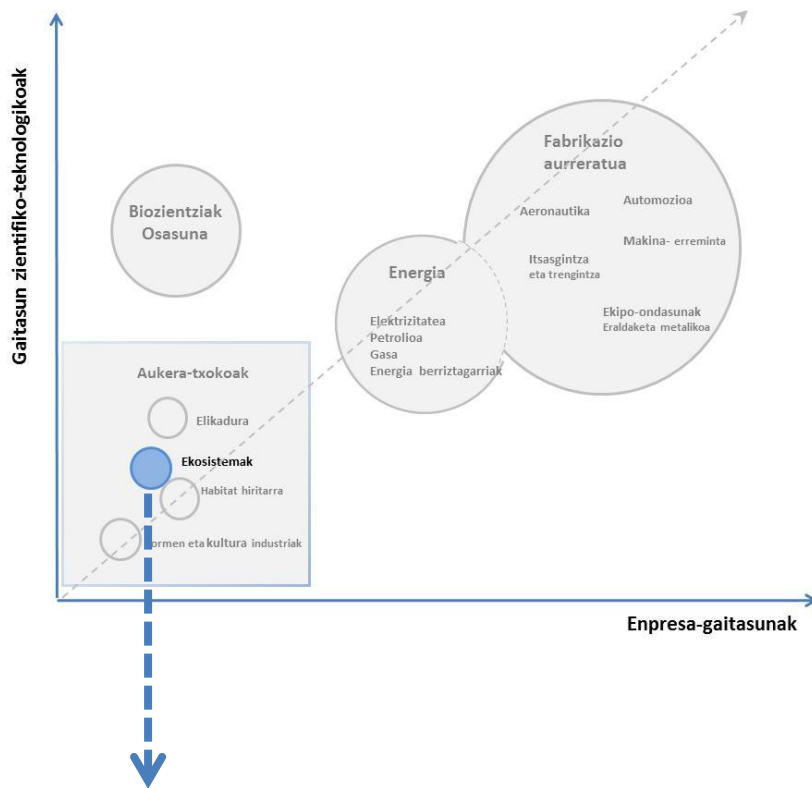 Gaitasun zientifiko-teknologikoak
Biozientziak
Osasuna
Fabrikazio
aurreratua
Aeronautika
Automozioa
Makina- erreminta
Itsasgintza
eta trengintza
Ekipo-ondasunak
Eraldaketa metalikoa
Energia
Elektrizitatea
Petrolioa
Gasa
Energia berriztagarriak
Aukera-txokoak
Elikadura
Ekosistemak
Habitat hiritarra
eta kultura industriak
Enpresa-gaitasunak